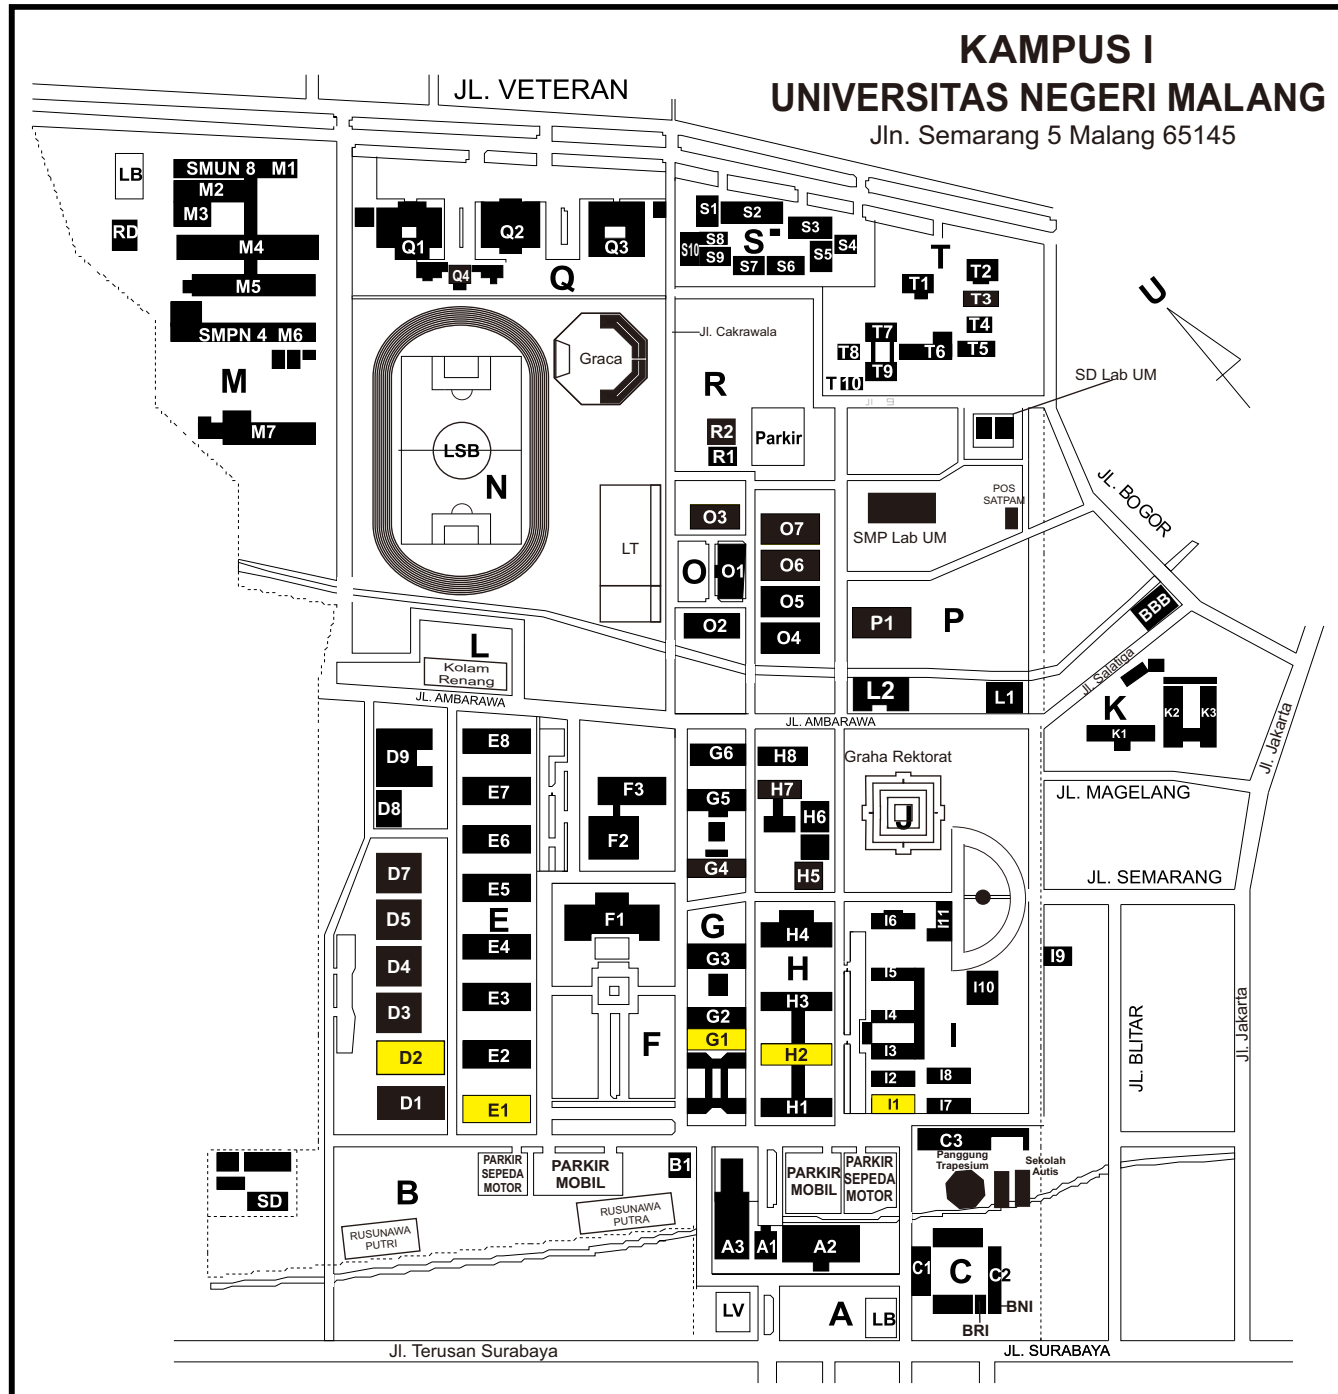 KAMPUS I
UNIVERSITAS NEGERI MALANG
Jln. Semarang 5 Malang 65145
JL. VETERAN
LB
SMUN 8 M1
M2
M3
RD
M4
M5
SMPN 4 M6
M
M7
Q1
Q2
Q3
Q4
Q
S1
S2
S3
S4
S
S10
S8
S9
S5
S7
S6
T
T1
T2
T3
T4
T5
T6
T7
T8
T9
T10
U
Jl. Cakrawala
Graca
R
R2
R1
Parkir
SD Lab UM
LSB
N
LT
JL. BOGOR
POS
SATPAM
SMP Lab UM
O3
O7
O
O1
O6
O5
O2
O4
P1
P
BBB
Jl. Salatiga
L
Kolam
Renang
JL. AMBARAWA
L2
L1
JL. AMBARAWA
K
K2
K3
K1
Jl. Jakarta
D9
D8
E8
E7
E6
E5
E
E4
E3
E2
E1
D7
D5
D4
D3
D2
D1
F3
F2
F1
F
G6
G5
G4
G
G3
G2
G1
H8
H7
H6
H5
H4
H
H3
H2
H1
Graha Rektorat
J
JL. MAGELANG
JL. SEMARANG
I6
I11
I5
I10
I9
I4
I
I3
I2
I8
I1
I7
JL. BLITAR
Jl. Jakarta
C3
Panggung
Trapesium
Sekolah
Autis
PARKIR
SEPEDA
MOTOR
PARKIR
MOBIL
B1
PARKIR
MOBIL
PARKIR
SEPEDA
MOTOR
SD
B
RUSUNAWA
PUTRI
RUSUNAWA
PUTRA
A3
A1
A2
C1
C
C2
BNI
BRI
LV
A
LB
Jl. Terusan Surabaya
JL. SURABAYA